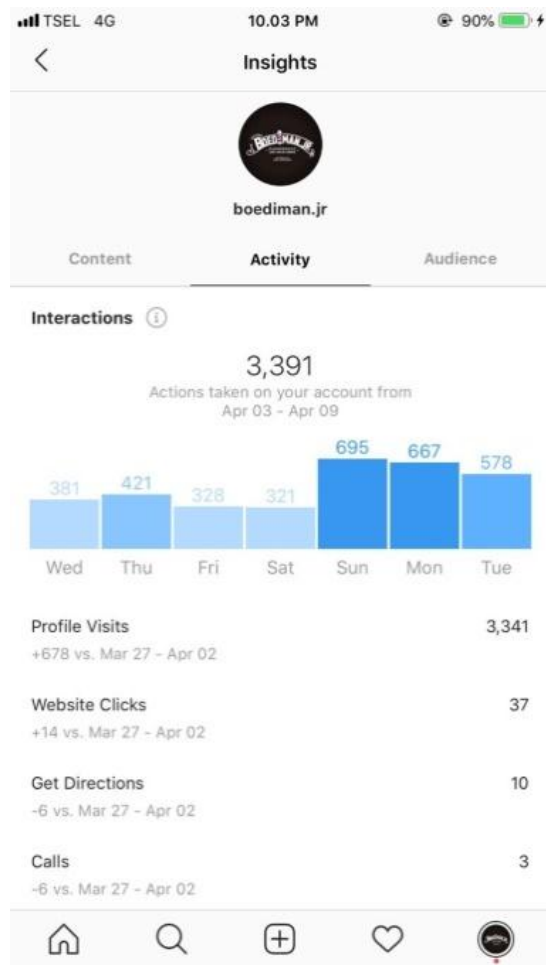 TSEL 4G 10.03 PM 90%
Insights
BOEDIMAN.JR
boediman.jr
Content Activity Audience
Interactions
3,391
Actions taken on your account from
Apr 03 - Apr 09
381 421 328 321 695 667 578
Wed Thu Fri Sat Sun Mon Tue
Profile Visits 3,341
+678 vs. Mar 27 - Apr 02
Website Clicks 37
+14 vs. Mar 27 - Apr 02
Get Directions 10
-6 vs. Mar 27 - Apr 02
Calls 3
-6 vs. Mar 27 - Apr 02